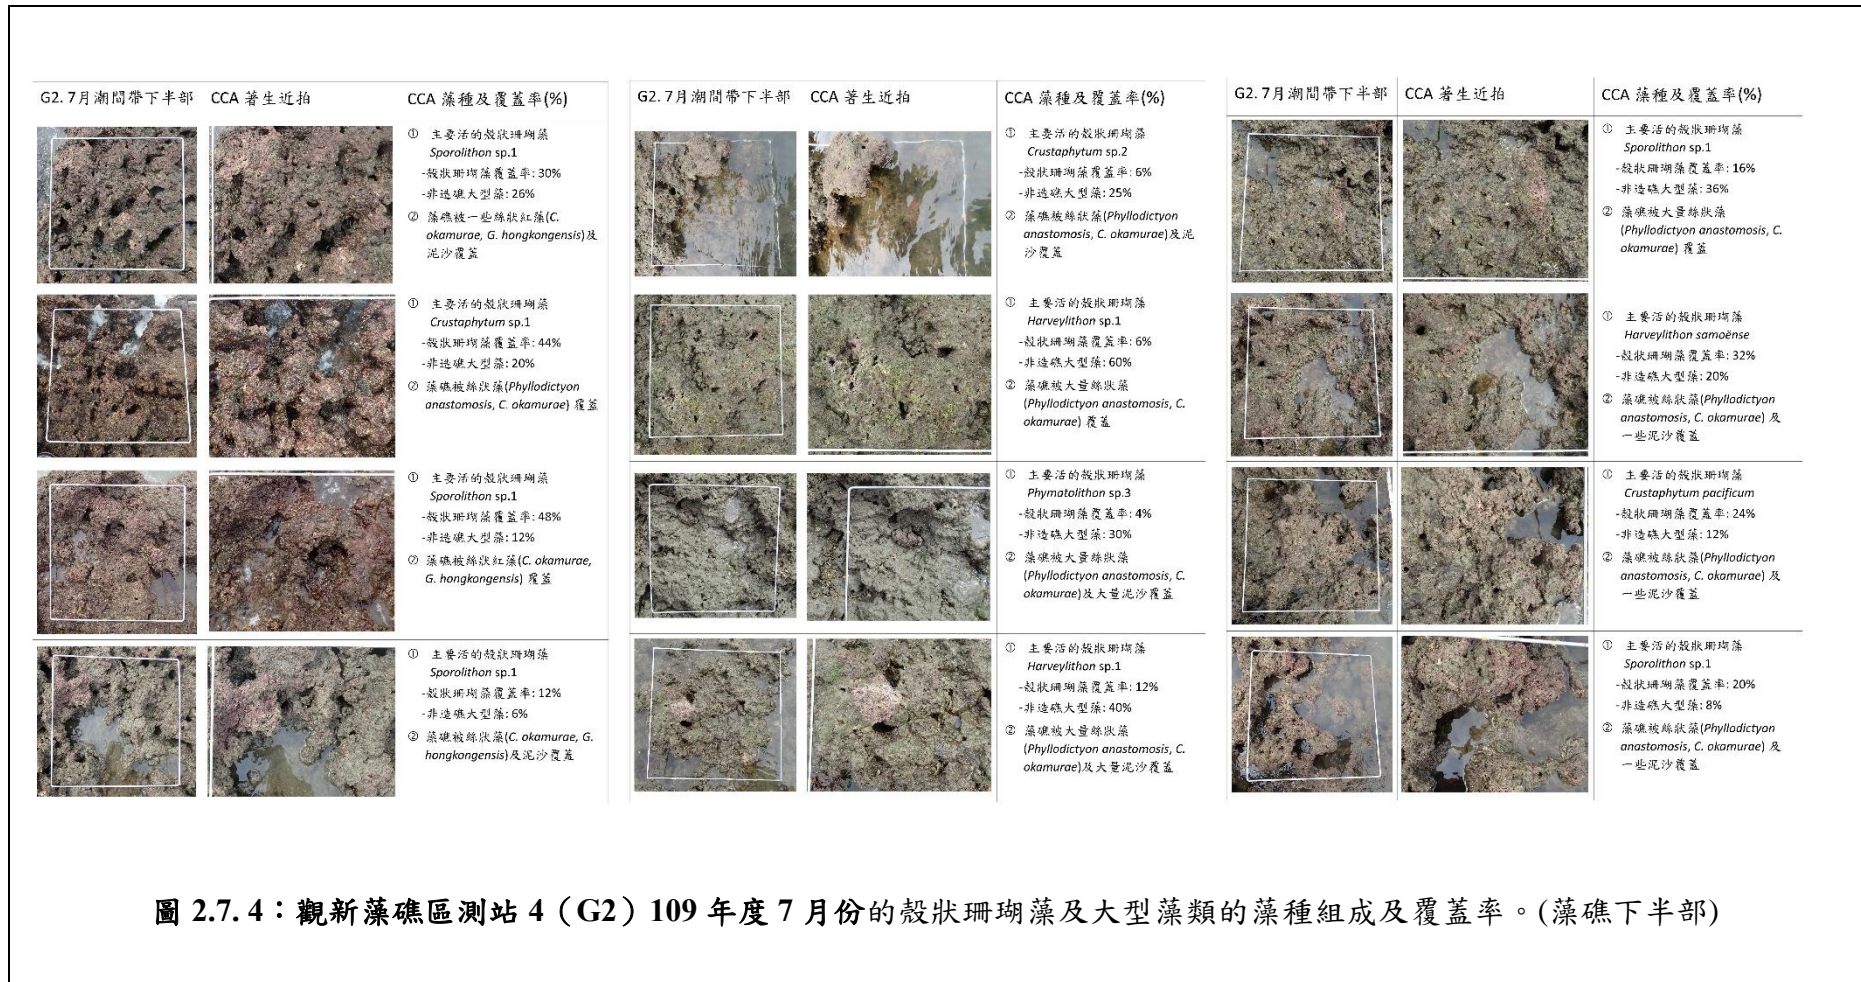 G2. 7月潮間帶下半部 CCA 著生近拍 CCA 藻種及覆蓋率(%)
① 主要活的殼狀珊瑚藻
Sporolithon sp.1
-殼狀珊瑚藻覆蓋率: 30%
-非造礁大型藻: 26%
② 藻礁被一些絲狀紅藻(C.
okamurae, G. hongkongensis)及
泥沙覆蓋
① 主要活的殼狀珊瑚藻
Crustaphytum sp.1
-殼狀珊瑚藻覆蓋率: 44%
-非造礁大型藻: 20%
② 藻礁被絲狀藻(Phyllodictyon
anastomosis, C. okamurae) 覆蓋
① 主要活的殼狀珊瑚藻
Sporolithon sp.1
-殼狀珊瑚藻覆蓋率: 48%
-非造礁大型藻: 12%
② 藻礁被絲狀紅藻(C. okamurae,
G. hongkongensis) 覆蓋
① 主要活的殼狀珊瑚藻
Sporolithon sp.1
-殼狀珊瑚藻覆蓋率: 12%
-非造礁大型藻: 6%
② 藻礁被絲狀藻(C. okamurae, G.
hongkongensis)及泥沙覆蓋
G2. 7月潮間帶下半部 CCA 著生近拍 CCA 藻種及覆蓋率(%)
① 主要活的殼狀珊瑚藻
Crustaphytum sp.2
-殼狀珊瑚藻覆蓋率: 6%
-非造礁大型藻: 25%
② 藻礁被絲狀藻(Phyllodictyon
anastomosis, C. okamurae)及泥
沙覆蓋
① 主要活的殼狀珊瑚藻
Harveylithon sp.1
-殼狀珊瑚藻覆蓋率: 6%
-非造礁大型藻: 60%
② 藻礁被大量絲狀藻
(Phyllodictyon anastomosis, C.
okamurae) 覆蓋
① 主要活的殼狀珊瑚藻
Phymatolithon sp.3
-殼狀珊瑚藻覆蓋率: 4%
-非造礁大型藻: 30%
② 藻礁被大量絲狀藻
(Phyllodictyon anastomosis, C.
okamurae)及大量泥沙覆蓋
① 主要活的殼狀珊瑚藻
Harveylithon sp.1
-殼狀珊瑚藻覆蓋率: 12%
-非造礁大型藻: 40%
② 藻礁被大量絲狀藻
(Phyllodictyon anastomosis, C.
okamurae)及大量泥沙覆蓋
G2. 7月潮間帶下半部 CCA 著生近拍 CCA 藻種及覆蓋率(%)
① 主要活的殼狀珊瑚藻
Sporolithon sp.1
-殼狀珊瑚藻覆蓋率: 16%
-非造礁大型藻: 36%
② 藻礁被大量絲狀藻
(Phyllodictyon anastomosis, C.
okamurae) 覆蓋
① 主要活的殼狀珊瑚藻
Harveylithon samoënse
-殼狀珊瑚藻覆蓋率: 32%
-非造礁大型藻: 20%
② 藻礁被絲狀藻(Phyllodictyon
anastomosis, C. okamurae) 及
一些泥沙覆蓋
① 主要活的殼狀珊瑚藻
Crustaphytum pacificum
-殼狀珊瑚藻覆蓋率: 24%
-非造礁大型藻: 12%
② 藻礁被絲狀藻(Phyllodictyon
anastomosis, C. okamurae) 及
一些泥沙覆蓋
① 主要活的殼狀珊瑚藻
Sporolithon sp.1
-殼狀珊瑚藻覆蓋率: 20%
-非造礁大型藻: 8%
② 藻礁被絲狀藻(Phyllodictyon
anastomosis, C. okamurae) 及
一些泥沙覆蓋
圖 2.7. 4：觀新藻礁區測站 4（G2）109 年度 7 月份的殼狀珊瑚藻及大型藻類的藻種組成及覆蓋率。(藻礁下半部)